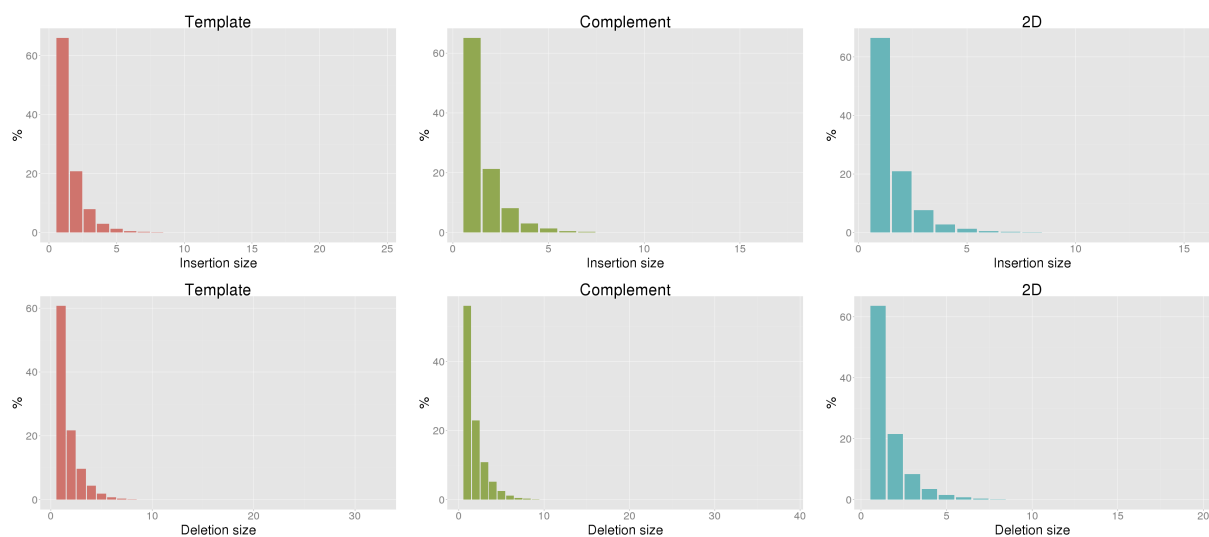 Template Complement 2D
% 60 40 20 0 % 60 40 20 0 % 60 40 20 0
0 5 10 15 20 25 0 5 10 15 0 5 10 15
Insertion size Insertion size Insertion size
Template Complement 2D
% 60 40 20 0 % 40 20 0 % 60 40 20 0
0 10 20 30 0 10 20 30 40 0 5 10 15 20
Deletion size Deletion size Deletion size